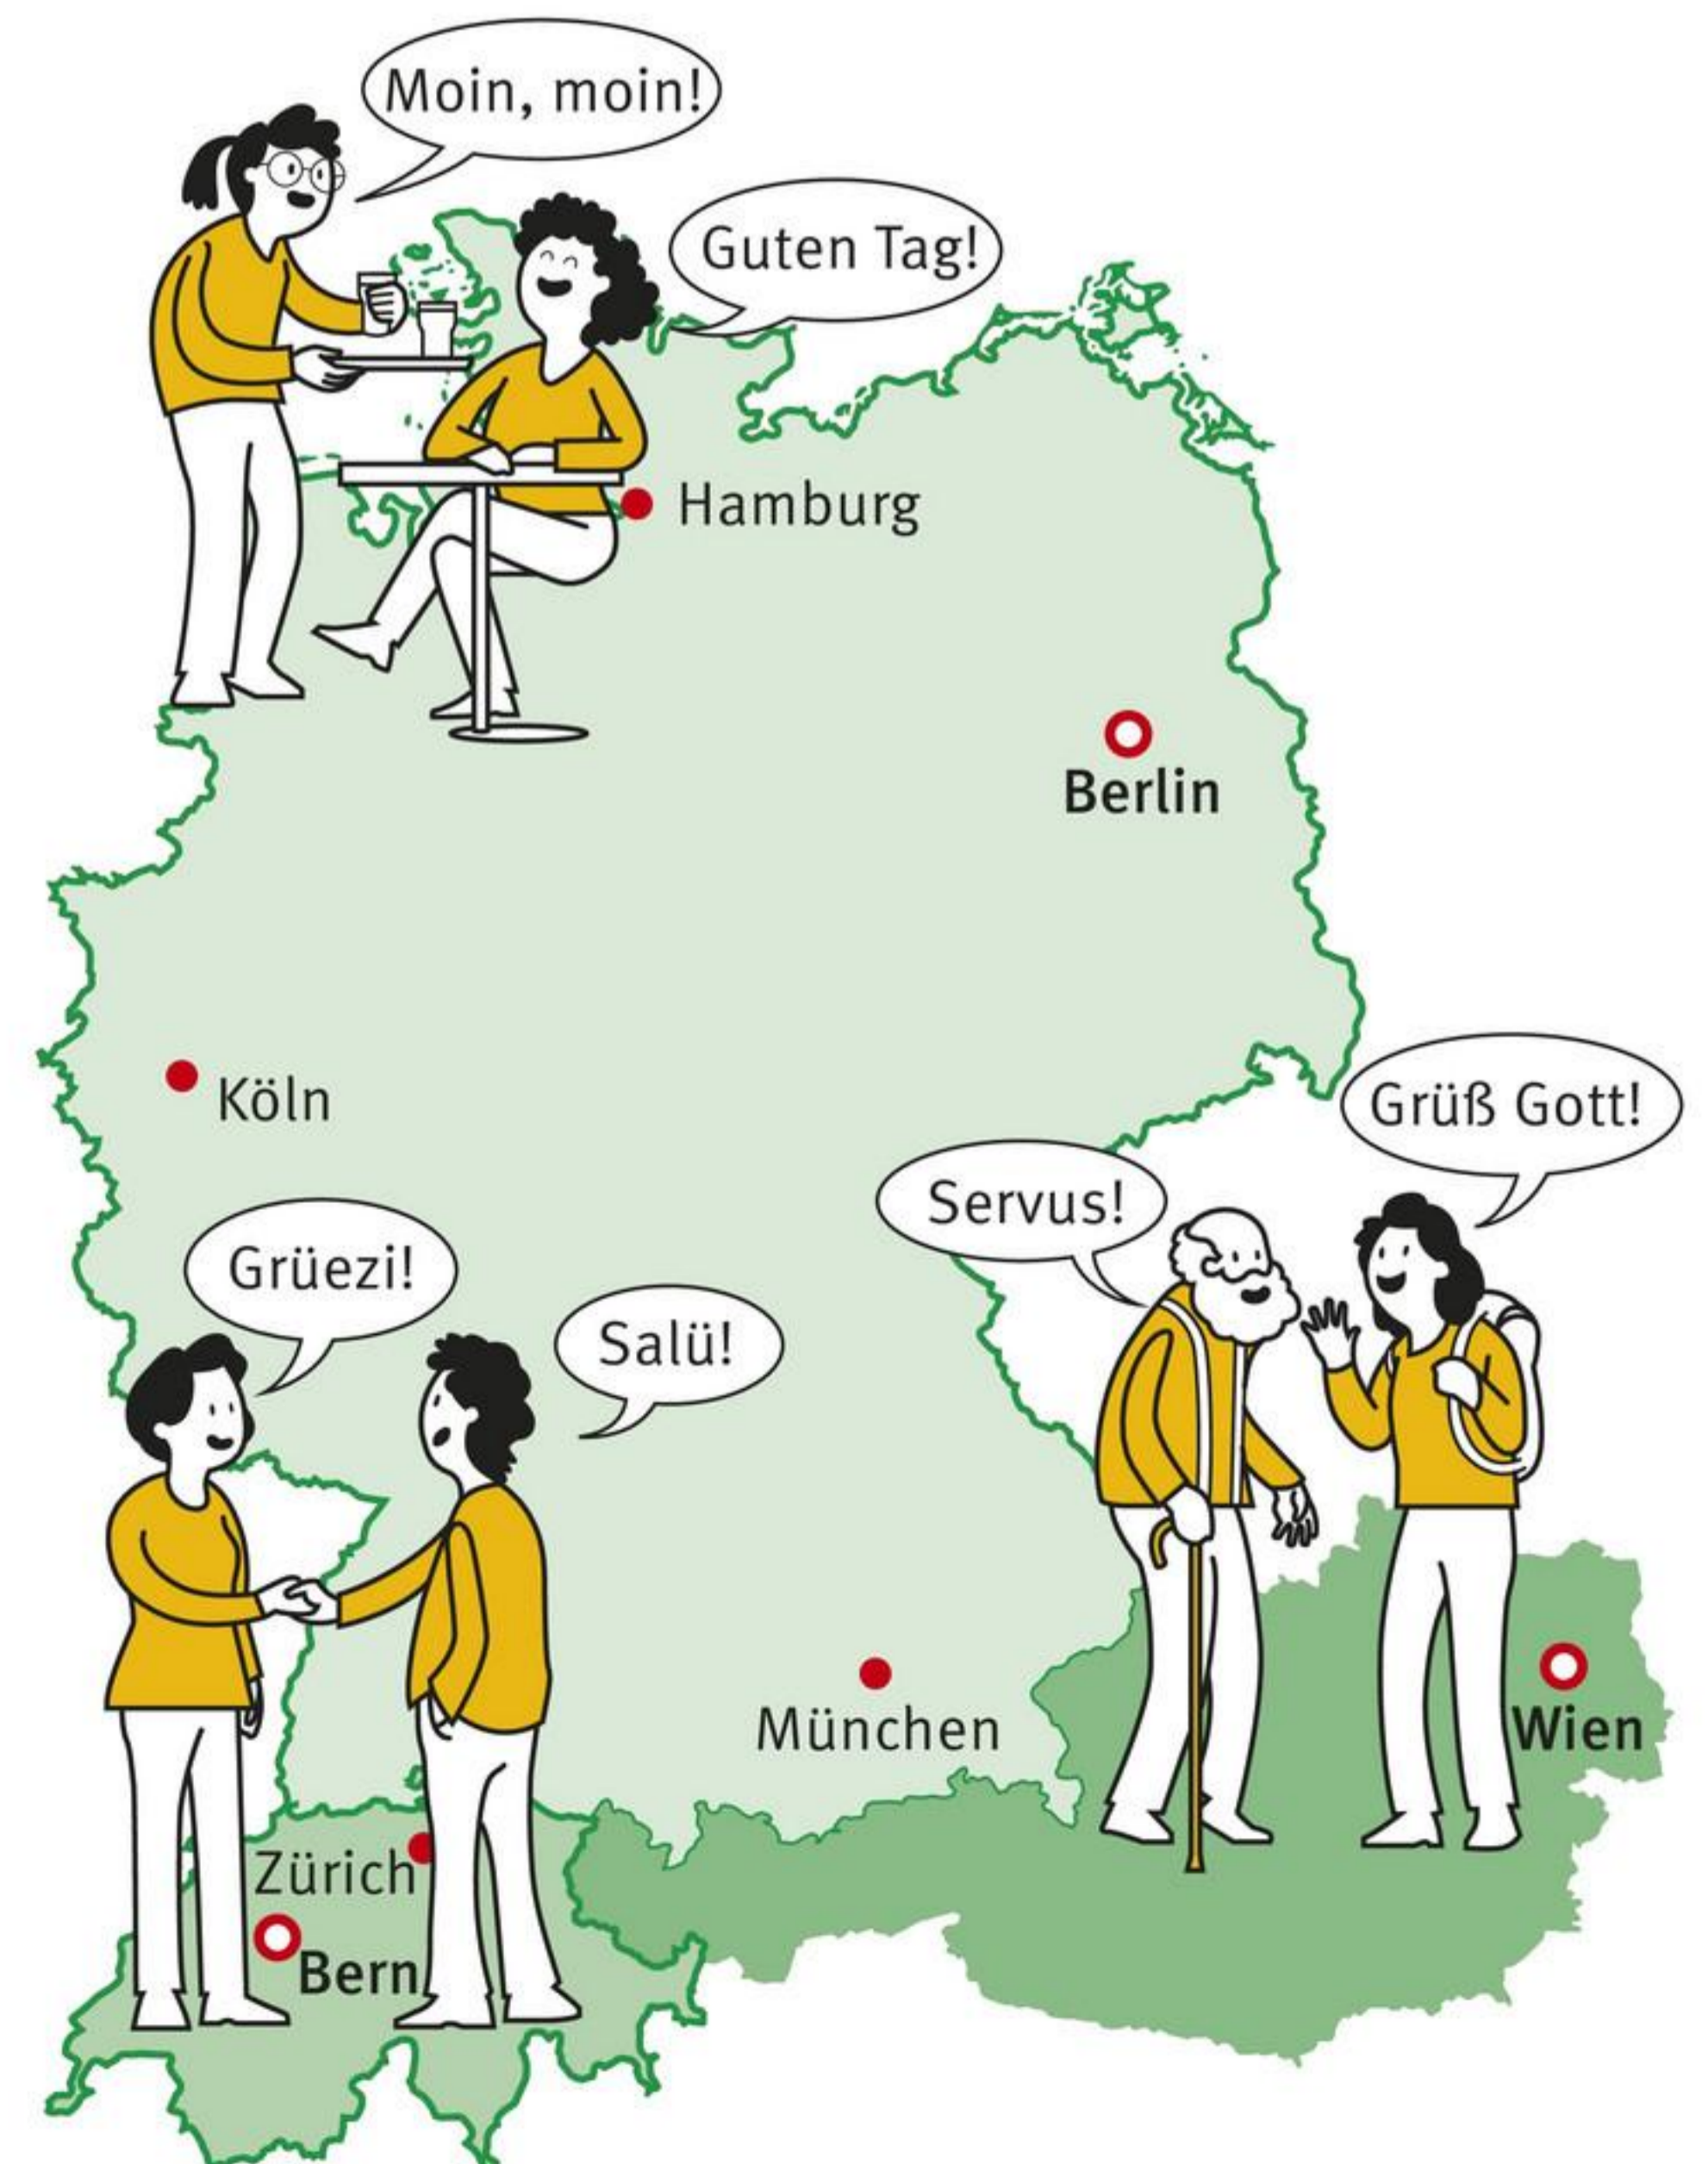 Moin, moin!
Guten Tag!
Hamburg
Berlin
Köln
Grüß Gott!
Servus!
Grüezi!
Salü!
München
Wien
Zürich
Bern